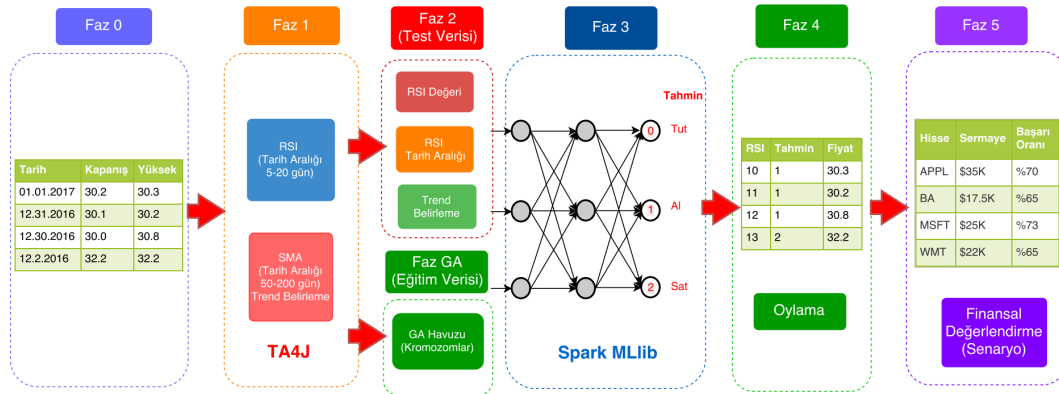 Faz 0
Tarih Kapanış Yüksek
01.01.2017 30.2 30.3
12.31.2016 30.1 30.2
12.30.2016 30.0 30.8
12.2.2016 32.2 32.2
Faz 1
RSI
(Tarih Aralığı
5-20 gün)
SMA
(Tarih Aralığı
50-200 gün)
Trend Belirleme
TA4J
Faz 2
(Test Verisi)
RSI Değeri
RSI
Tarih Aralığı
Trend
Belirleme
Faz GA
(Eğitim Verisi)
GA Havuzu
(Kromozomlar)
Faz 3
Tahmin
0 Tut
1 Al
2 Sat
Spark MLlib
Faz 4
RSI Tahmin Fiyat
10 1 30.3
11 1 30.2
12 1 30.8
13 2 32.2
Oylama
Faz 5
Hisse Sermaye Başarı
Oranı
APPL $35K %70
BA $17.5K %65
MSFT $25K %73
WMT $22K %65
Finansal
Değerlendirme
(Senaryo)